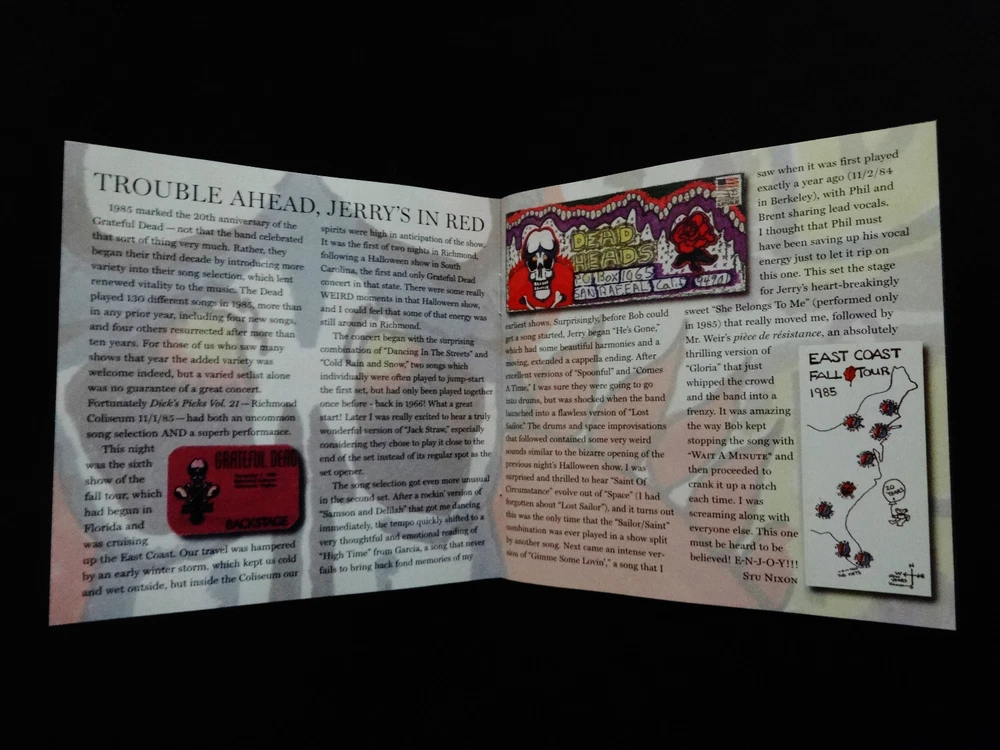 TROUBLE AHEAD, JERRY'S IN RED
1985 marked the 20th anniversary of the
Grateful Dead — not that the band celebrated
that sort of thing very much. Rather, they
began their third decade by introducing more
variety into their song selection, which lent
renewed vitality to the music. The Dead
played 130 different songs in 1985, more than
in any prior year, including four new songs,
and four others resurrected after more than
ten years. For those of us who saw many
shows that year the added variety was
welcome indeed, but a varied setlist alone
was no guarantee of a great concert.
Fortunately Dick's Picks Vol. 21 — Richmond
Coliseum 11/1/85 — had both an uncommon
song selection AND a superb performance.
This night
was the sixth
show of the
fall tour, which
had begun in
Florida and
was cruising
up the East Coast. Our travel was hampered
by an early winter storm, which kept us cold
and wet outside, but inside the Coliseum our
GRATEFUL DEAD
BACKSTAGE
spirits were high in anticipation of the show.
It was the first of two nights in Richmond,
following a Halloween show in South
Carolina, the first and only Grateful Dead
concert in that state. There were some really
WEIRD moments in that Halloween show,
and I could feel that some of that energy was
still around in Richmond.
The concert began with the surprising
combination of "Dancing In The Streets" and
"Cold Rain and Snow," two songs which
individually were often played to jump-start
the first set, but had only been played together
once before - back in 1966! What a great
start! Later I was really excited to hear a truly
wonderful version of "Jack Straw," especially
considering they chose to play it close to the
end of the set instead of its regular spot as the
set opener.
The song selection got even more unusual
in the second set. After a rockin' version of
"Samson and Delilah" that got me dancing
immediately, the tempo quickly shifted to a
very thoughtful and emotional reading of
"High Time" from Garcia, a song that never
fails to bring back fond memories of my
DEAD
HEADS
PO Box 1065
SAN RAFFAL Cal.
94901
earliest shows. Surprisingly, before Bob could
get a song started, Jerry began "He's Gone,"
which had some beautiful harmonies and a
moving, extended a cappella ending. After
excellent versions of "Spoonful" and "Comes
A Time," I was sure they were going to go
into drums, but was shocked when the band
launched into a flawless version of "Lost
Sailor." The drums and space improvisations
that followed contained some very weird
sounds similar to the bizarre opening of the
previous night's Halloween show. I was
surprised and thrilled to hear "Saint Of
Circumstance" evolve out of "Space" (I had
forgotten about "Lost Sailor"), and it turns out
this was the only time that the "Sailor/Saint"
combination was ever played in a show split
by another song. Next came an intense ver-
sion of "Gimme Some Lovin'," a song that I
saw when it was first played
exactly a year ago (11/2/84
in Berkeley), with Phil and
Brent sharing lead vocals.
I thought that Phil must
have been saving up his vocal
energy just to let it rip on
this one. This set the stage
for Jerry's heart-breakingly
sweet "She Belongs To Me" (performed only
in 1985) that really moved me, followed by
Mr. Weir's pièce de résistance, an absolutely
thrilling version of
"Gloria" that just
whipped the crowd
and the band into a
frenzy. It was amazing
the way Bob kept
stopping the song with
"WAIT A MINUTE" and
then proceeded to
crank it up a notch
each time. I was
screaming along with
everyone else. This one
must be heard to be
believed! E-N-J-O-Y!!!
STU NIXON
EAST COAST
FALL TOUR
1985
20
YEARS